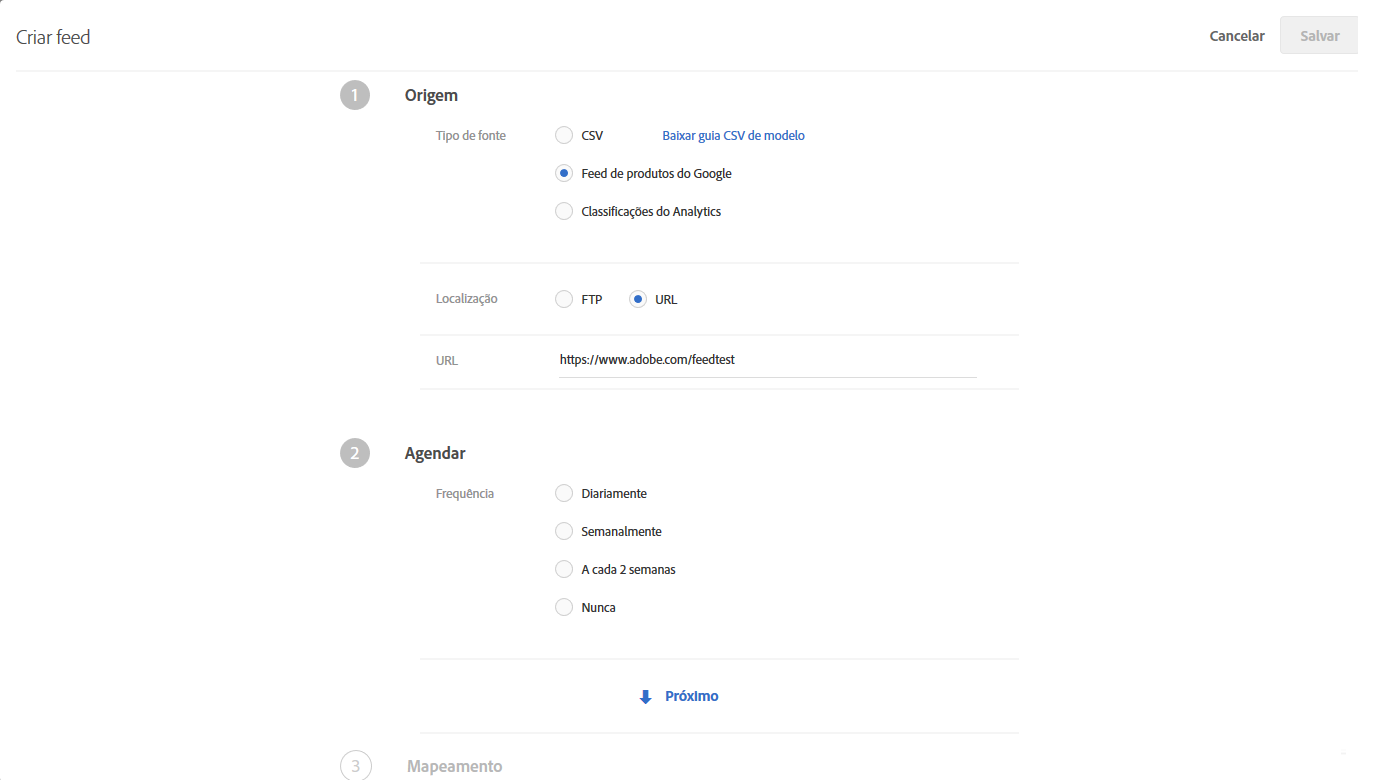 Criar feed
Cancelar
Salvar
1
Origem
Tipo de fonte
CSV
Baixar guia CSV de modelo
Feed de produtos do Google
Classificações do Analytics
Localização
FTP
URL
URL
https://www.adobe.com/feedtest
2
Agendar
Frequência
Diariamente
Semanalmente
A cada 2 semanas
Nunca
Próximo
3
Mapeamento